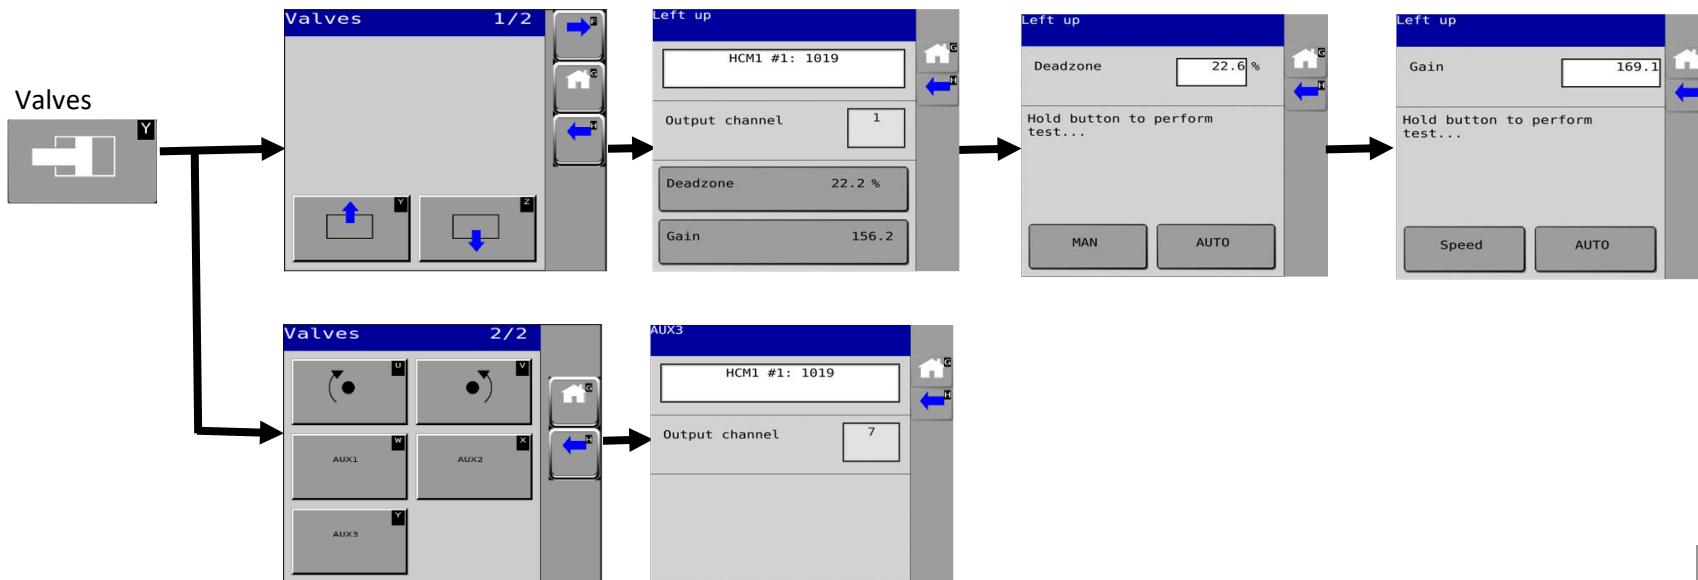 Valves
Y
Valves 1/2
F
G
H
Y
Z
Left up
HCM1 #1: 1019
G
H
Output channel 1
Deadzone 22.2 %
Gain 156.2
Left up
Deadzone 22.6 %
G
H
Hold button to perform
test...
MAN AUTO
Left up
Gain 169.1
Hold button to perform
test...
Speed AUTO
Valves 2/2
U
V
G
W
AUX1
X
AUX2
H
Y
AUX3
AUX3
HCM1 #1: 1019
G
H
Output channel 7